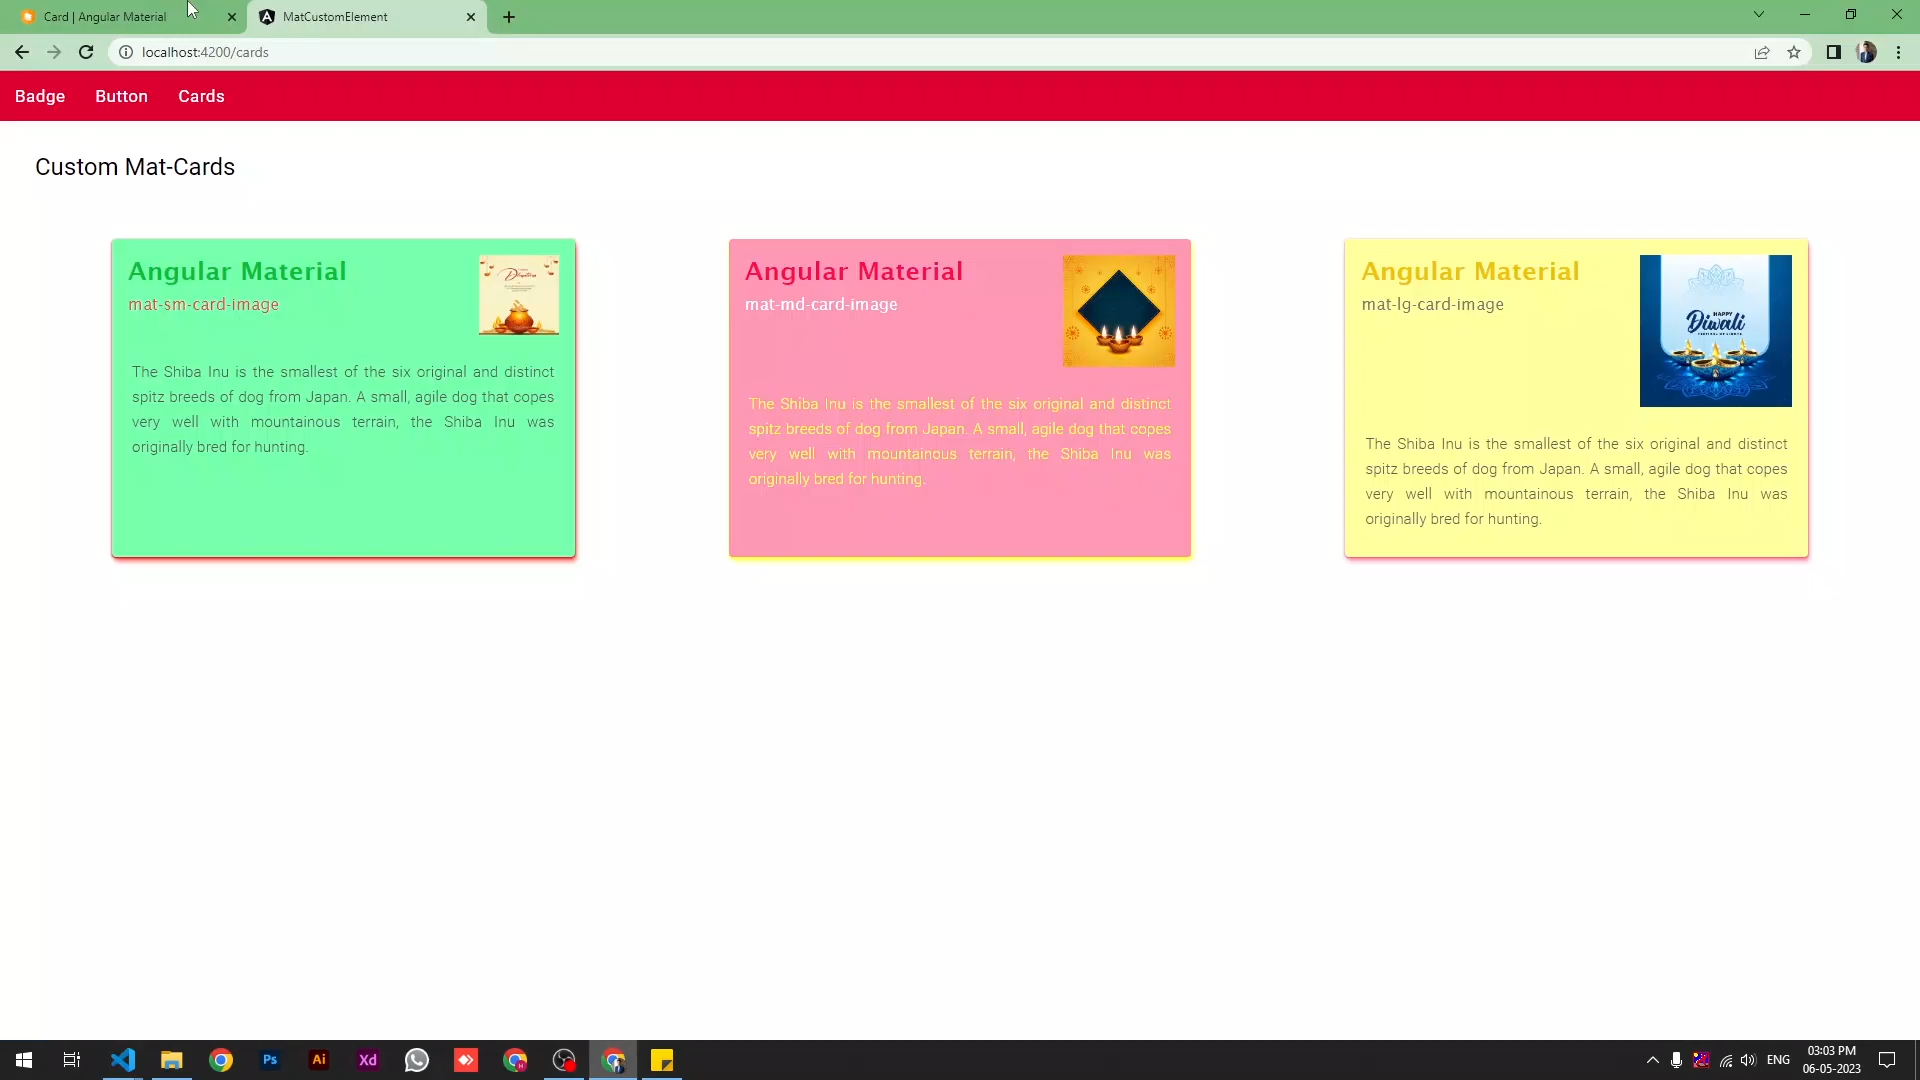 Card | Angular Material
MatCustomElement
localhost:4200/cards
Badge Button Cards
Custom Mat-Cards
Angular Material
mat-sm-card-image
The Shiba Inu is the smallest of the six original and distinct
spitz breeds of dog from Japan. A small, agile dog that copes
very well with mountainous terrain, the Shiba Inu was
originally bred for hunting.
Angular Material
mat-md-card-image
The Shiba Inu is the smallest of the six original and distinct
spitz breeds of dog from Japan. A small, agile dog that copes
very well with mountainous terrain, the Shiba Inu was
originally bred for hunting.
Angular Material
mat-lg-card-image
HAPPY
Diwali
The Shiba Inu is the smallest of the six original and distinct
spitz breeds of dog from Japan. A small, agile dog that copes
very well with mountainous terrain, the Shiba Inu was
originally bred for hunting.
Ps
Ai
Xd
ENG
03:03 PM
06-05-2023